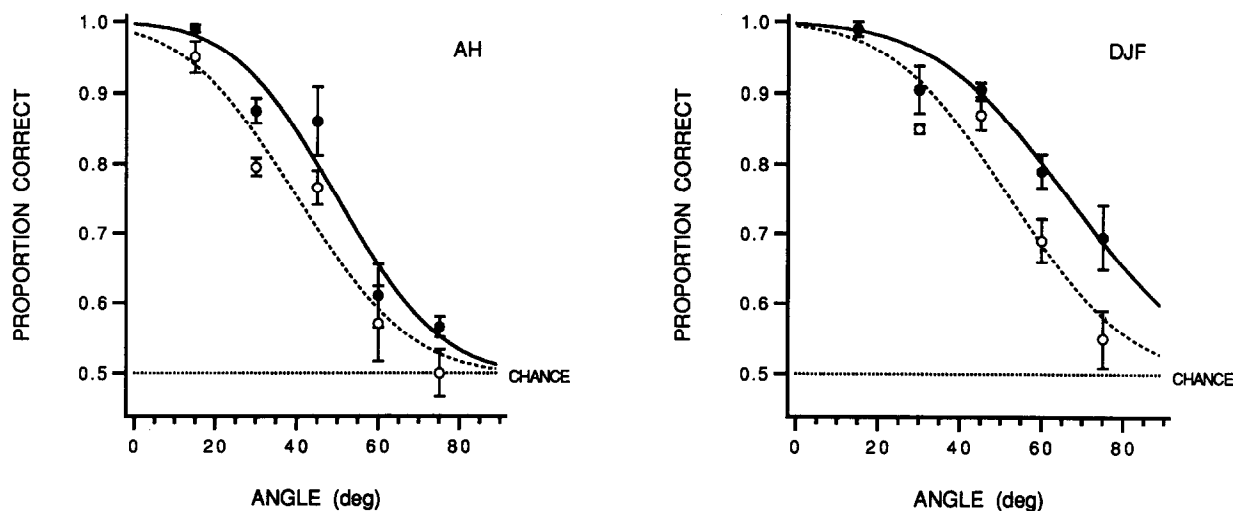 AH
PROPORTION CORRECT
1.0
0.9
0.8
0.7
0.6
0.5
CHANCE
0 20 40 60 80
ANGLE (deg)
DJF
PROPORTION CORRECT
1.0
0.9
0.8
0.7
0.6
0.5
CHANCE
0 20 40 60 80
ANGLE (deg)